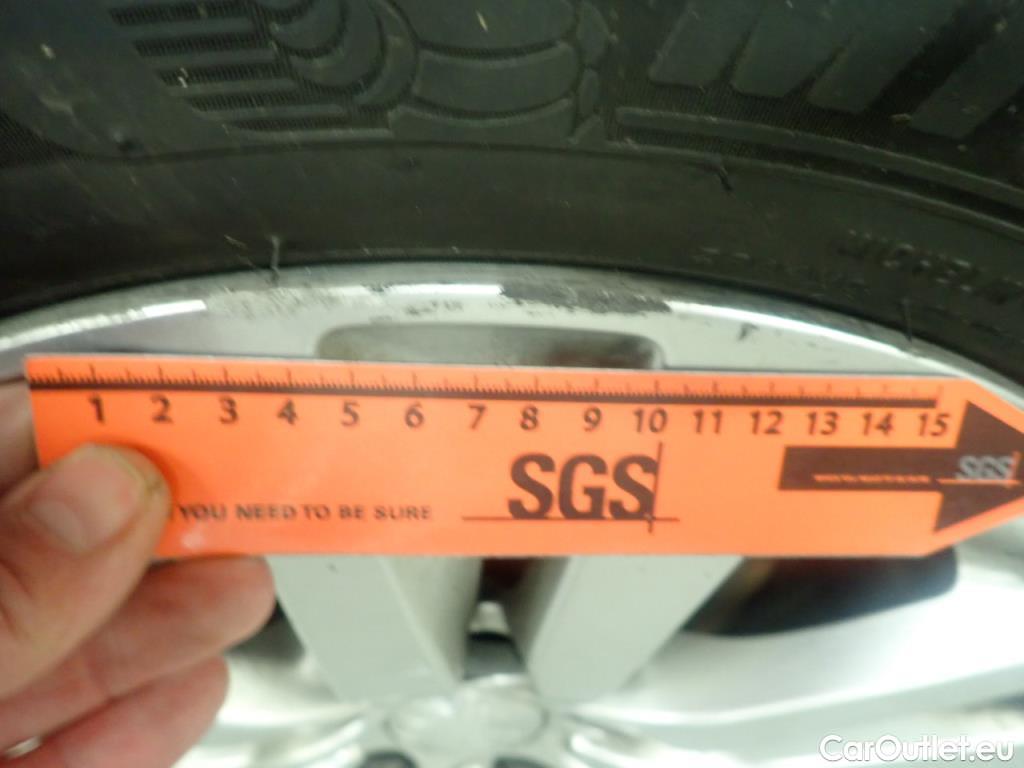 MICHELIN
1 2 3 4 5 6 7 8 9 10 11 12 13 14 15
SGS
SGS
YOU NEED TO BE SURE
CarOutlet.eu